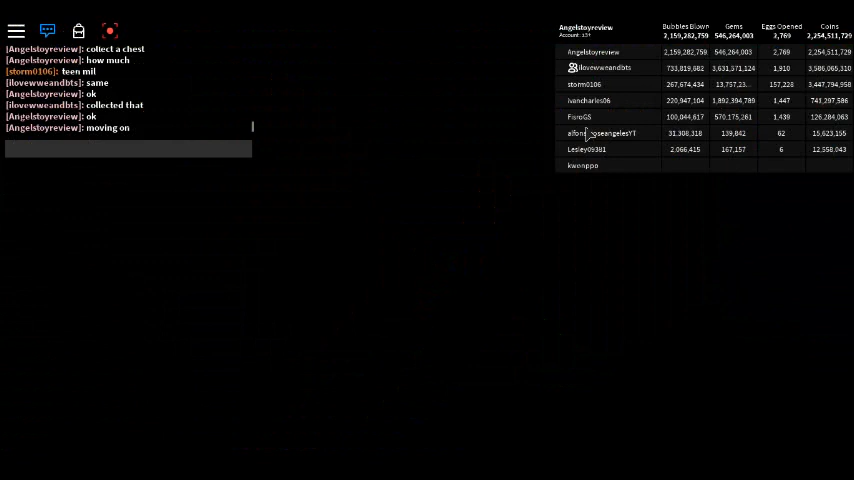 [Angelstoyreview]: collect a chest
[Angelstoyreview]: how much
[storm0106]: teen mil
[ilovewweandbts]: same
[Angelstoyreview]: ok
[ilovewweandbts]: collected that
[Angelstoyreview]: ok
[Angelstoyreview]: moving on
Angelstoyreview Bubbles Blown Gems Eggs Opened Coins
Account: 13+ 2,159,282,759 546,264,003 2,769 2,254,511,729
Angelstoyreview 2,159,282,759 546,264,003 2,769 2,254,511,729
ilovewweandbts 733,819,682 3,631,571,124 1,910 3,586,065,310
storm0106 267,674,434 13,757,23... 157,228 3,447,794,958
ivancharles06 220,947,104 1,892,394,789 1,447 741,297,586
FisroGS 100,044,617 570,175,261 1,439 126,284,063
31,308,318 139,842 62 15,623,155
Lesley09381 2,066,415 167,157 6 12,558,043
kwonppo